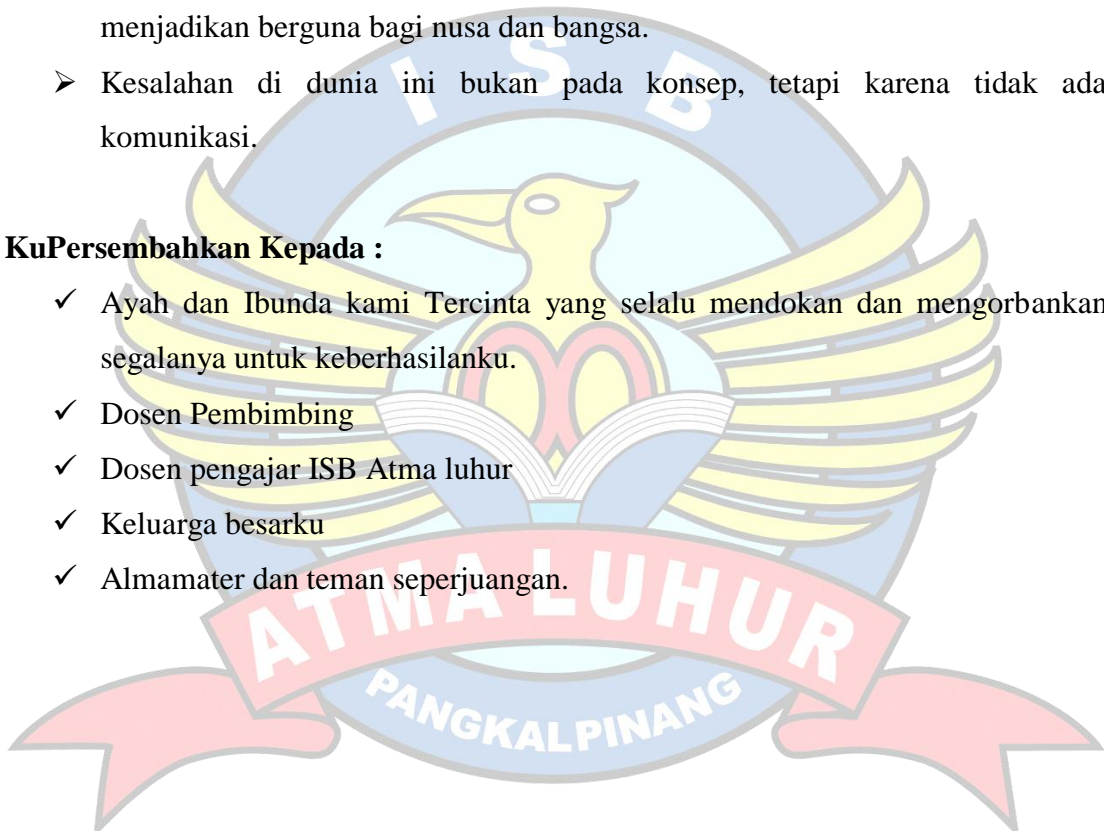 menjadikan berguna bagi nusa dan bangsa.
➢ Kesalahan di dunia ini bukan pada konsep, tetapi karena tidak ada
komunikasi.
KuPersembahkan Kepada :
✓ Ayah dan Ibunda kami Tercinta yang selalu mendokan dan mengorbankan
segalanya untuk keberhasilanku.
✓ Dosen Pembimbing
✓ Dosen pengajar ISB Atma luhur
✓ Keluarga besarku
✓ Almamater dan teman seperjuangan.
I S B
ATMA LUHUR
PANGKALPINANG